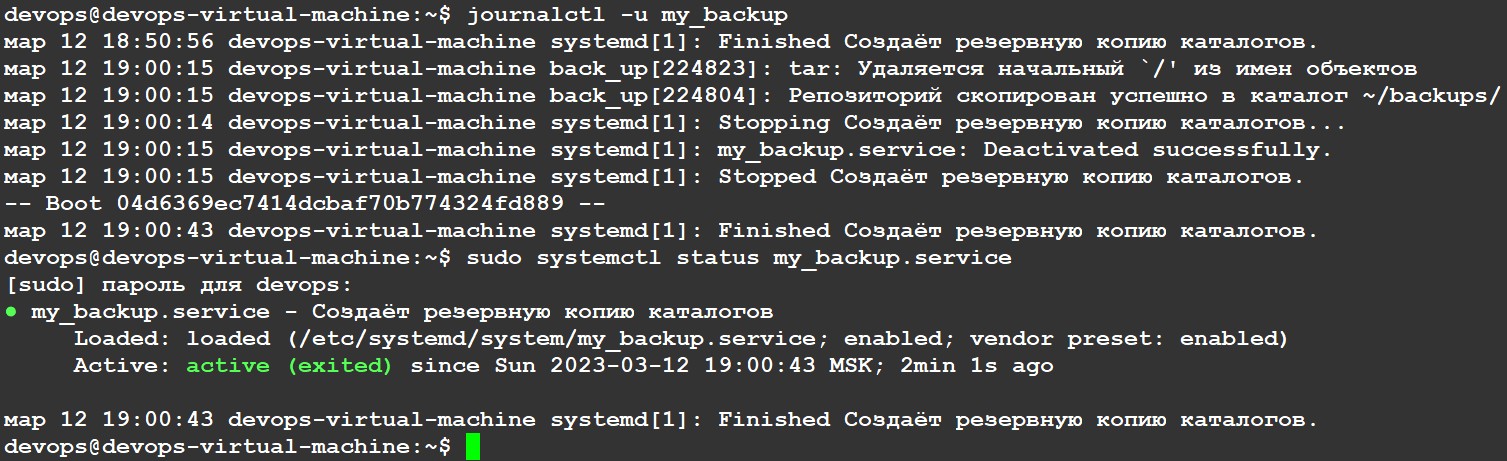 devops@devops-virtual-machine:~$ journalctl -u my_backup
мар 12 18:50:56 devops-virtual-machine systemd[1]: Finished Создаёт резервную копию каталогов.
мар 12 19:00:15 devops-virtual-machine back_up[224823]: tar: Удаляется начальный `/' из имен объектов
мар 12 19:00:15 devops-virtual-machine back_up[224804]: Репозиторий скопирован успешно в каталог ~/backups/
мар 12 19:00:14 devops-virtual-machine systemd[1]: Stopping Создаёт резервную копию каталогов...
мар 12 19:00:15 devops-virtual-machine systemd[1]: my_backup.service: Deactivated successfully.
мар 12 19:00:15 devops-virtual-machine systemd[1]: Stopped Создаёт резервную копию каталогов.
-- Boot 04d6369ec7414dcbaf70b774324fd889 --
мар 12 19:00:43 devops-virtual-machine systemd[1]: Finished Создаёт резервную копию каталогов.
devops@devops-virtual-machine:~$ sudo systemctl status my_backup.service
[sudo] пароль для devops:
● my_backup.service - Создаёт резервную копию каталогов
Loaded: loaded (/etc/systemd/system/my_backup.service; enabled; vendor preset: enabled)
Active: active (exited) since Sun 2023-03-12 19:00:43 MSK; 2min 1s ago
мар 12 19:00:43 devops-virtual-machine systemd[1]: Finished Создаёт резервную копию каталогов.
devops@devops-virtual-machine:~$